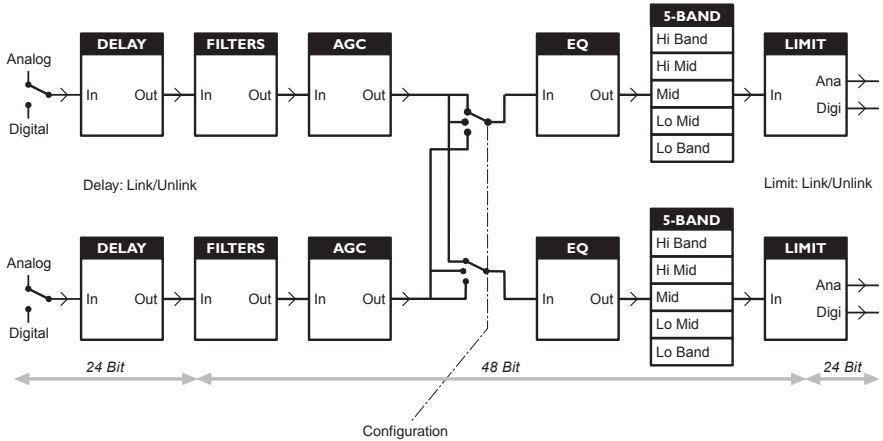 5-BAND
DELAY FILTERS AGC EQ Hi Band LIMIT
Analog Hi Mid Ana
In Out In Out In Out In Out Mid In
Digi
Digital Lo Mid
Lo Band
Delay: Link/Unlink Limit: Link/Unlink
5-BAND
DELAY FILTERS AGC EQ Hi Band LIMIT
Analog Hi Mid Ana
In Out In Out In Out In Out Mid In
Digi
Digital Lo Mid
Lo Band
24 Bit 48 Bit 24 Bit
Configuration